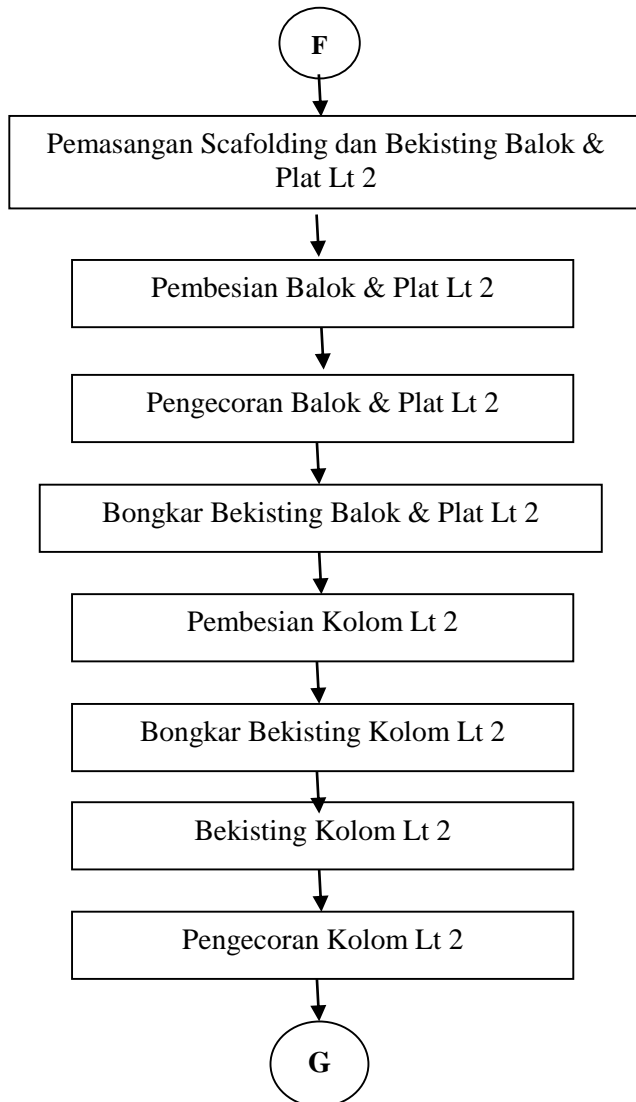 F
Pemasangan Scafolding dan Bekisting Balok &
Plat Lt 2
Pembesian Balok & Plat Lt 2
Pengecoran Balok & Plat Lt 2
Bongkar Bekisting Balok & Plat Lt 2
Pembesian Kolom Lt 2
Bongkar Bekisting Kolom Lt 2
Bekisting Kolom Lt 2
Pengecoran Kolom Lt 2
G